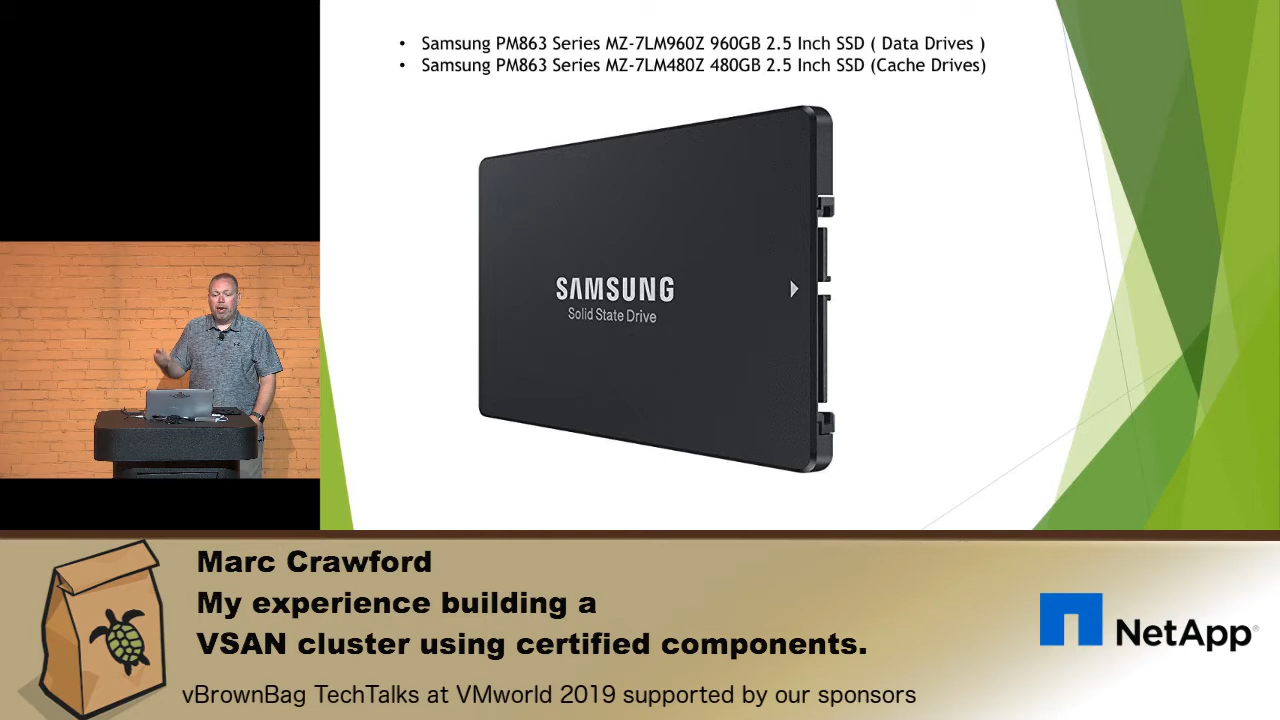 • Samsung PM863 Series MZ-7LM960Z 960GB 2.5 Inch SSD ( Data Drives )
• Samsung PM863 Series MZ-7LM480Z 480GB 2.5 Inch SSD (Cache Drives)
SAMSUNG
Solid State Drive
Marc Crawford
My experience building a
VSAN cluster using certified components.
vBrownBag TechTalks at VMworld 2019 supported by our sponsors
NetApp®